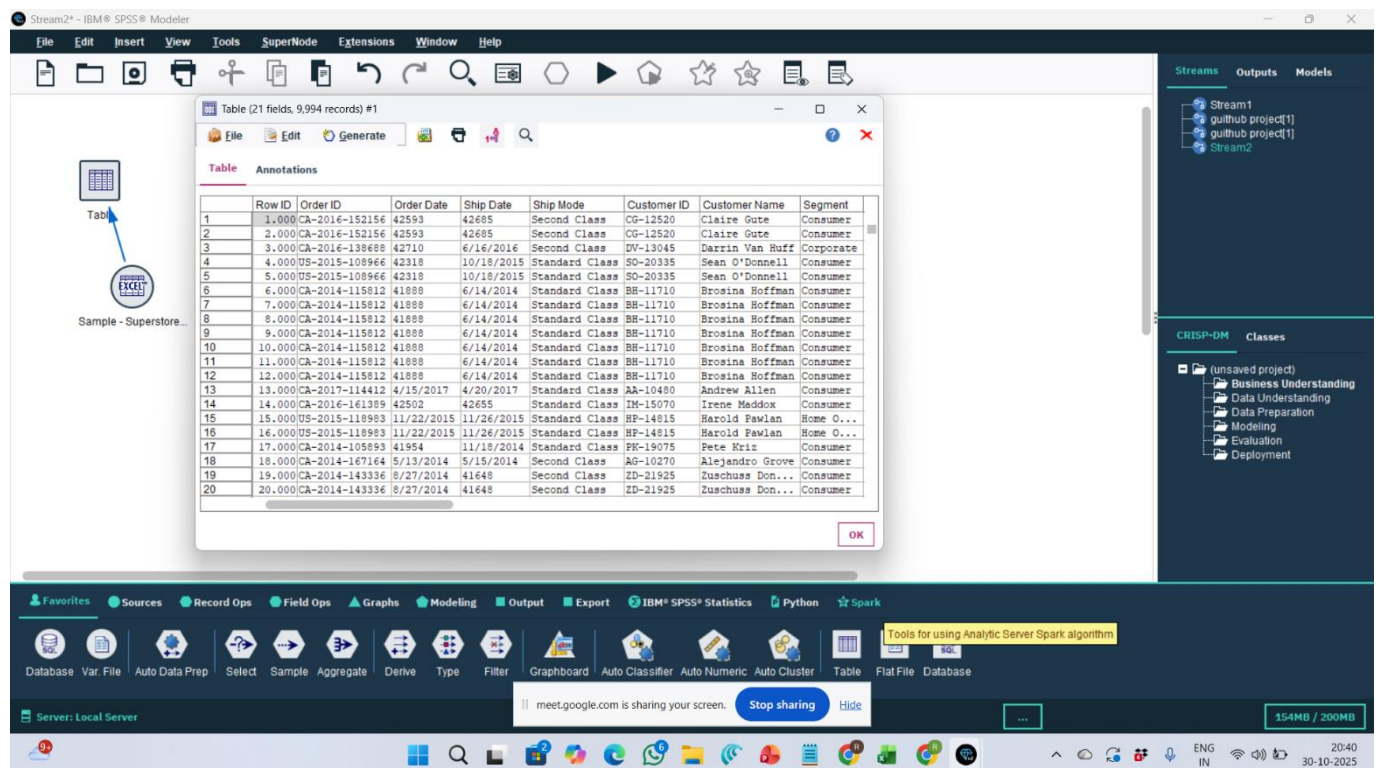 Stream2* - IBM® SPSS® Modeler
File Edit Insert View Tools SuperNode Extensions Window Help
Streams Outputs Models
Stream1
guithub project[1]
guithub project[1]
Stream2
Table (21 fields, 9,994 records) #1
File Edit Generate
Table Annotations
Row ID Order ID Order Date Ship Date Ship Mode Customer ID Customer Name Segment
1 1.000 CA-2016-152156 42593 42685 Second Class CG-12520 Claire Gute Consumer
2 2.000 CA-2016-152156 42593 42685 Second Class CG-12520 Claire Gute Consumer
3 3.000 CA-2016-138688 42710 6/16/2016 Second Class DV-13045 Darrin Van Huff Corporate
4 4.000 US-2015-108966 42318 10/18/2015 Standard Class SO-20335 Sean O'Donnell Consumer
5 5.000 US-2015-108966 42318 10/18/2015 Standard Class SO-20335 Sean O'Donnell Consumer
6 6.000 CA-2014-115812 41888 6/14/2014 Standard Class BH-11710 Brosina Hoffman Consumer
7 7.000 CA-2014-115812 41888 6/14/2014 Standard Class BH-11710 Brosina Hoffman Consumer
8 8.000 CA-2014-115812 41888 6/14/2014 Standard Class BH-11710 Brosina Hoffman Consumer
9 9.000 CA-2014-115812 41888 6/14/2014 Standard Class BH-11710 Brosina Hoffman Consumer
10 10.000 CA-2014-115812 41888 6/14/2014 Standard Class BH-11710 Brosina Hoffman Consumer
11 11.000 CA-2014-115812 41888 6/14/2014 Standard Class BH-11710 Brosina Hoffman Consumer
12 12.000 CA-2014-115812 41888 6/14/2014 Standard Class BH-11710 Brosina Hoffman Consumer
13 13.000 CA-2017-114412 4/15/2017 4/20/2017 Standard Class AA-10480 Andrew Allen Consumer
14 14.000 CA-2016-161389 42502 42655 Standard Class IM-15070 Irene Maddox Consumer
15 15.000 US-2015-118983 11/22/2015 11/26/2015 Standard Class HP-14815 Harold Pawlan Home O...
16 16.000 US-2015-118983 11/22/2015 11/26/2015 Standard Class HP-14815 Harold Pawlan Home O...
17 17.000 CA-2014-105893 41954 11/18/2014 Standard Class PK-19075 Pete Kriz Consumer
18 18.000 CA-2014-167164 5/13/2014 5/15/2014 Second Class AG-10270 Alejandro Grove Consumer
19 19.000 CA-2014-143336 8/27/2014 41648 Second Class ZD-21925 Zuschuss Don... Consumer
20 20.000 CA-2014-143336 8/27/2014 41648 Second Class ZD-21925 Zuschuss Don... Consumer
OK
Table
EXCEL
Sample - Superstore...
CRISP-DM Classes
(unsaved project)
Business Understanding
Data Understanding
Data Preparation
Modeling
Evaluation
Deployment
Favorites Sources Record Ops Field Ops Graphs Modeling Output Export IBM® SPSS® Statistics Python Spark
Tools for using Analytic Server Spark algorithm
SQL SQL
Database Var. File Auto Data Prep Select Sample Aggregate Derive Type Filter Graphboard Auto Classifier Auto Numeric Auto Cluster Table Flat File Database
meet.google.com is sharing your screen. Stop sharing Hide
Server: Local Server ... 154MB / 200MB
9+
2
9
ENG
IN
20:40
30-10-2025